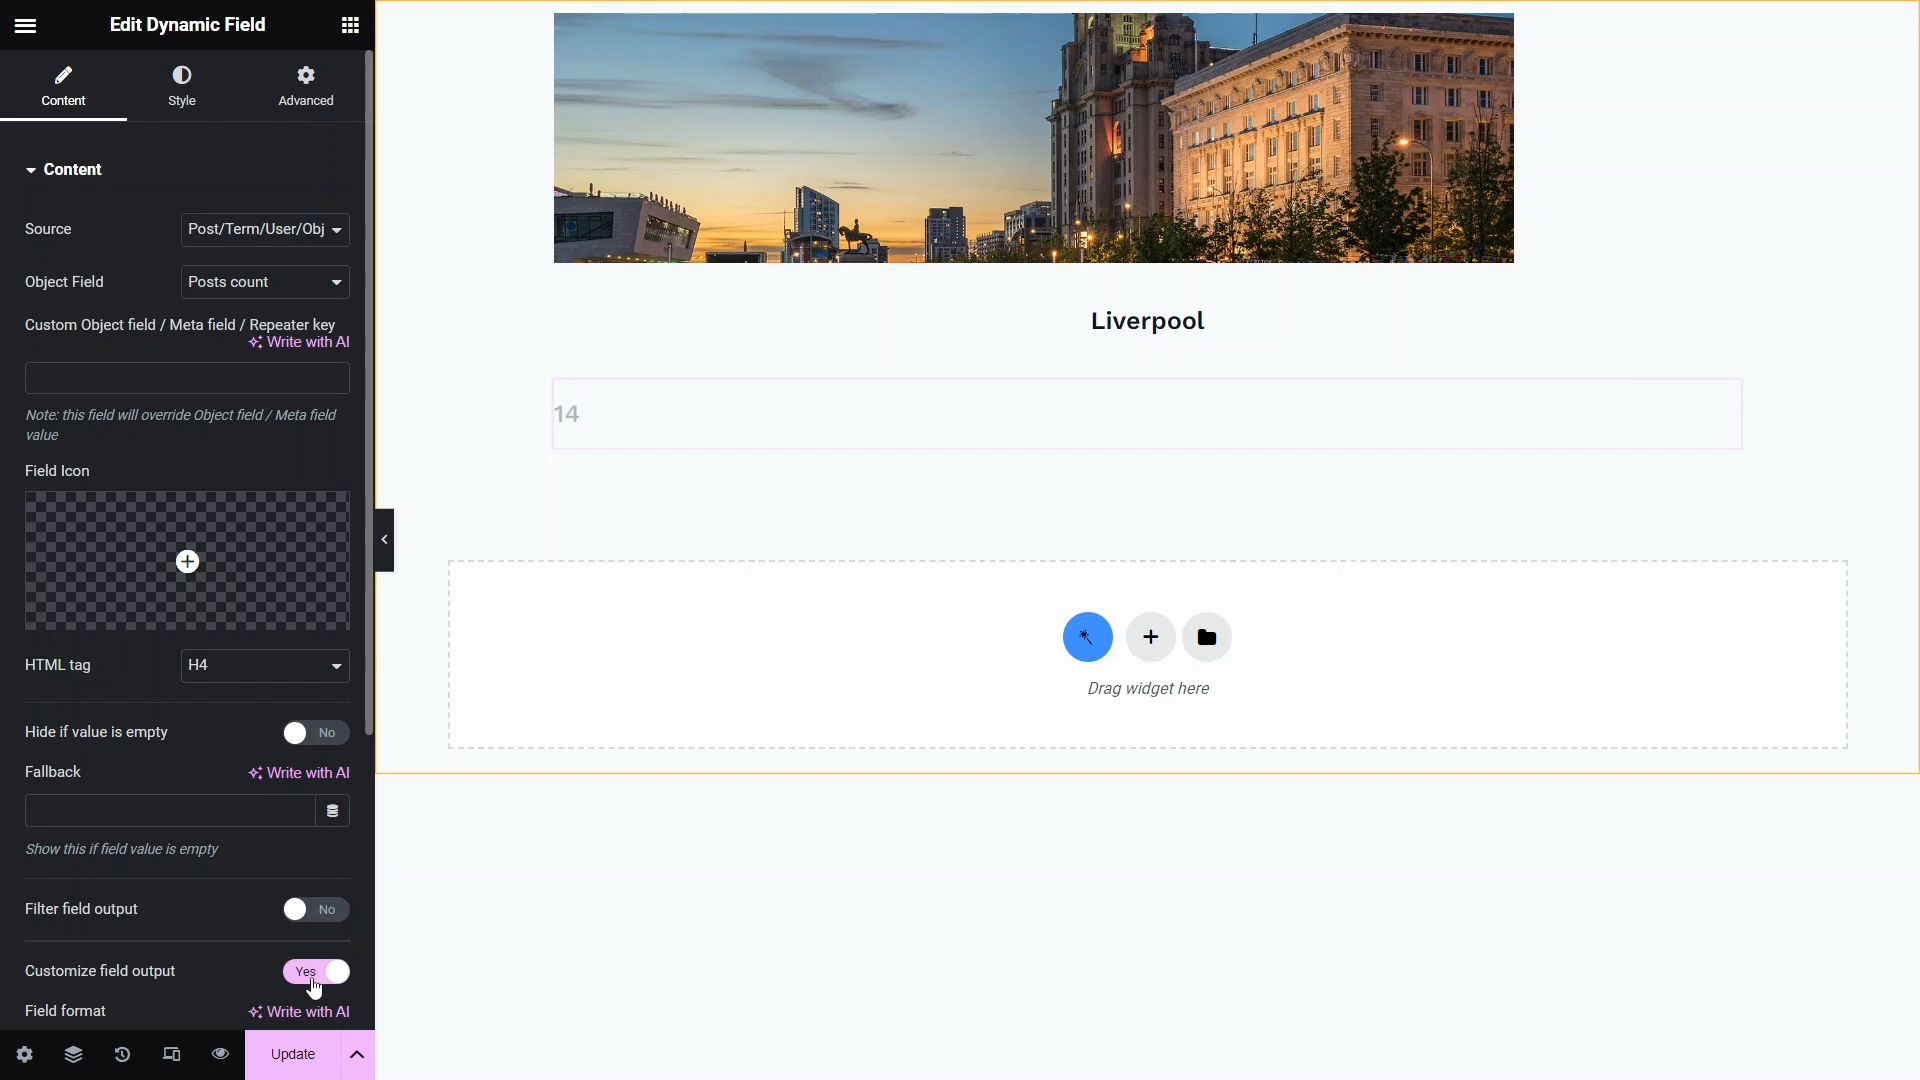 Edit Dynamic Field
Content
Style
Advanced
Content
Source
Post/Term/User/Obj
Object Field
Posts count
Custom Object field / Meta field / Repeater key
Write with AI
Note: this field will override Object field / Meta field
value
Field Icon
HTML tag
H4
Hide if value is empty
No
Fallback
Write with AI
Show this if field value is empty
Filter field output
No
Customize field output
Yes
Field format
Write with AI
Update
Liverpool
14
Drag widget here